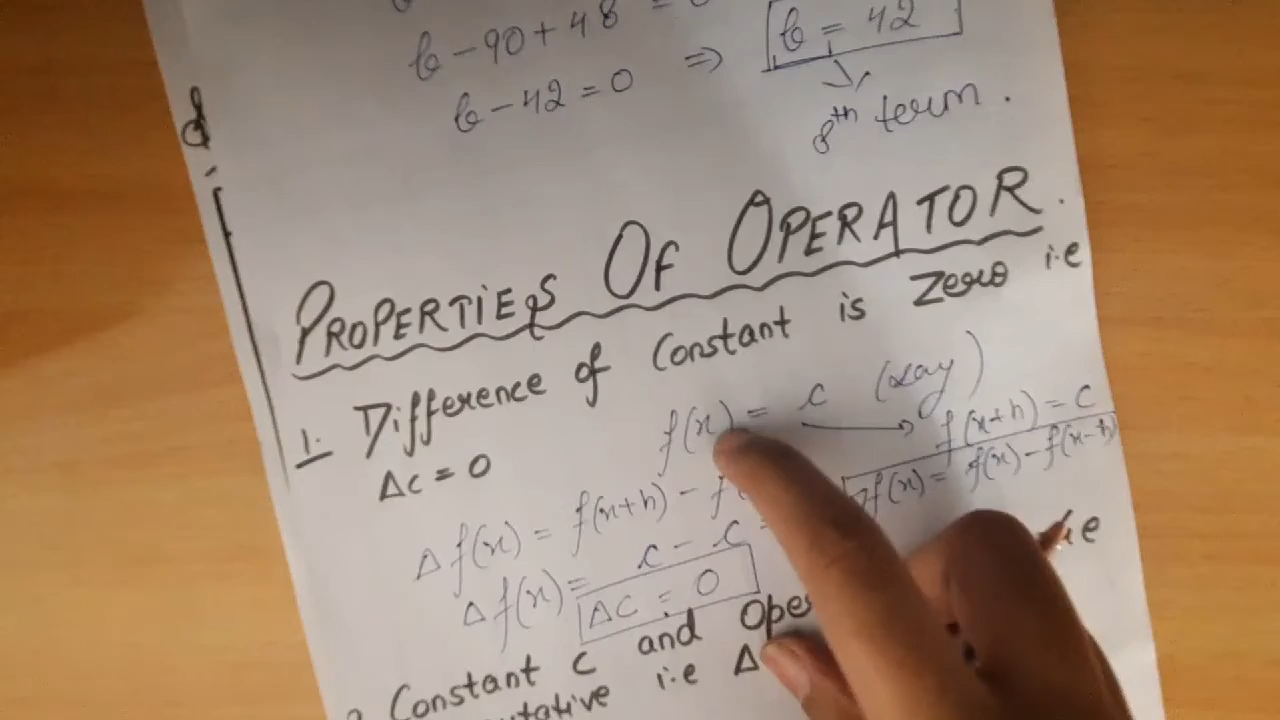 b - 90 + 48 =
b - 42 = 0 ⇒ b = 42
8th term.
PROPERTIES OF OPERATOR.
1. Difference of Constant is Zero i.e
Δc = 0
f(x) = c (say)
f(x+h) = c
Δf(x) = f(x+h) - f
∇f(x) = f(x) - f(x-h)
Δf(x) = c - c =
Δc = 0
Constant c and Ope
i.e Δ